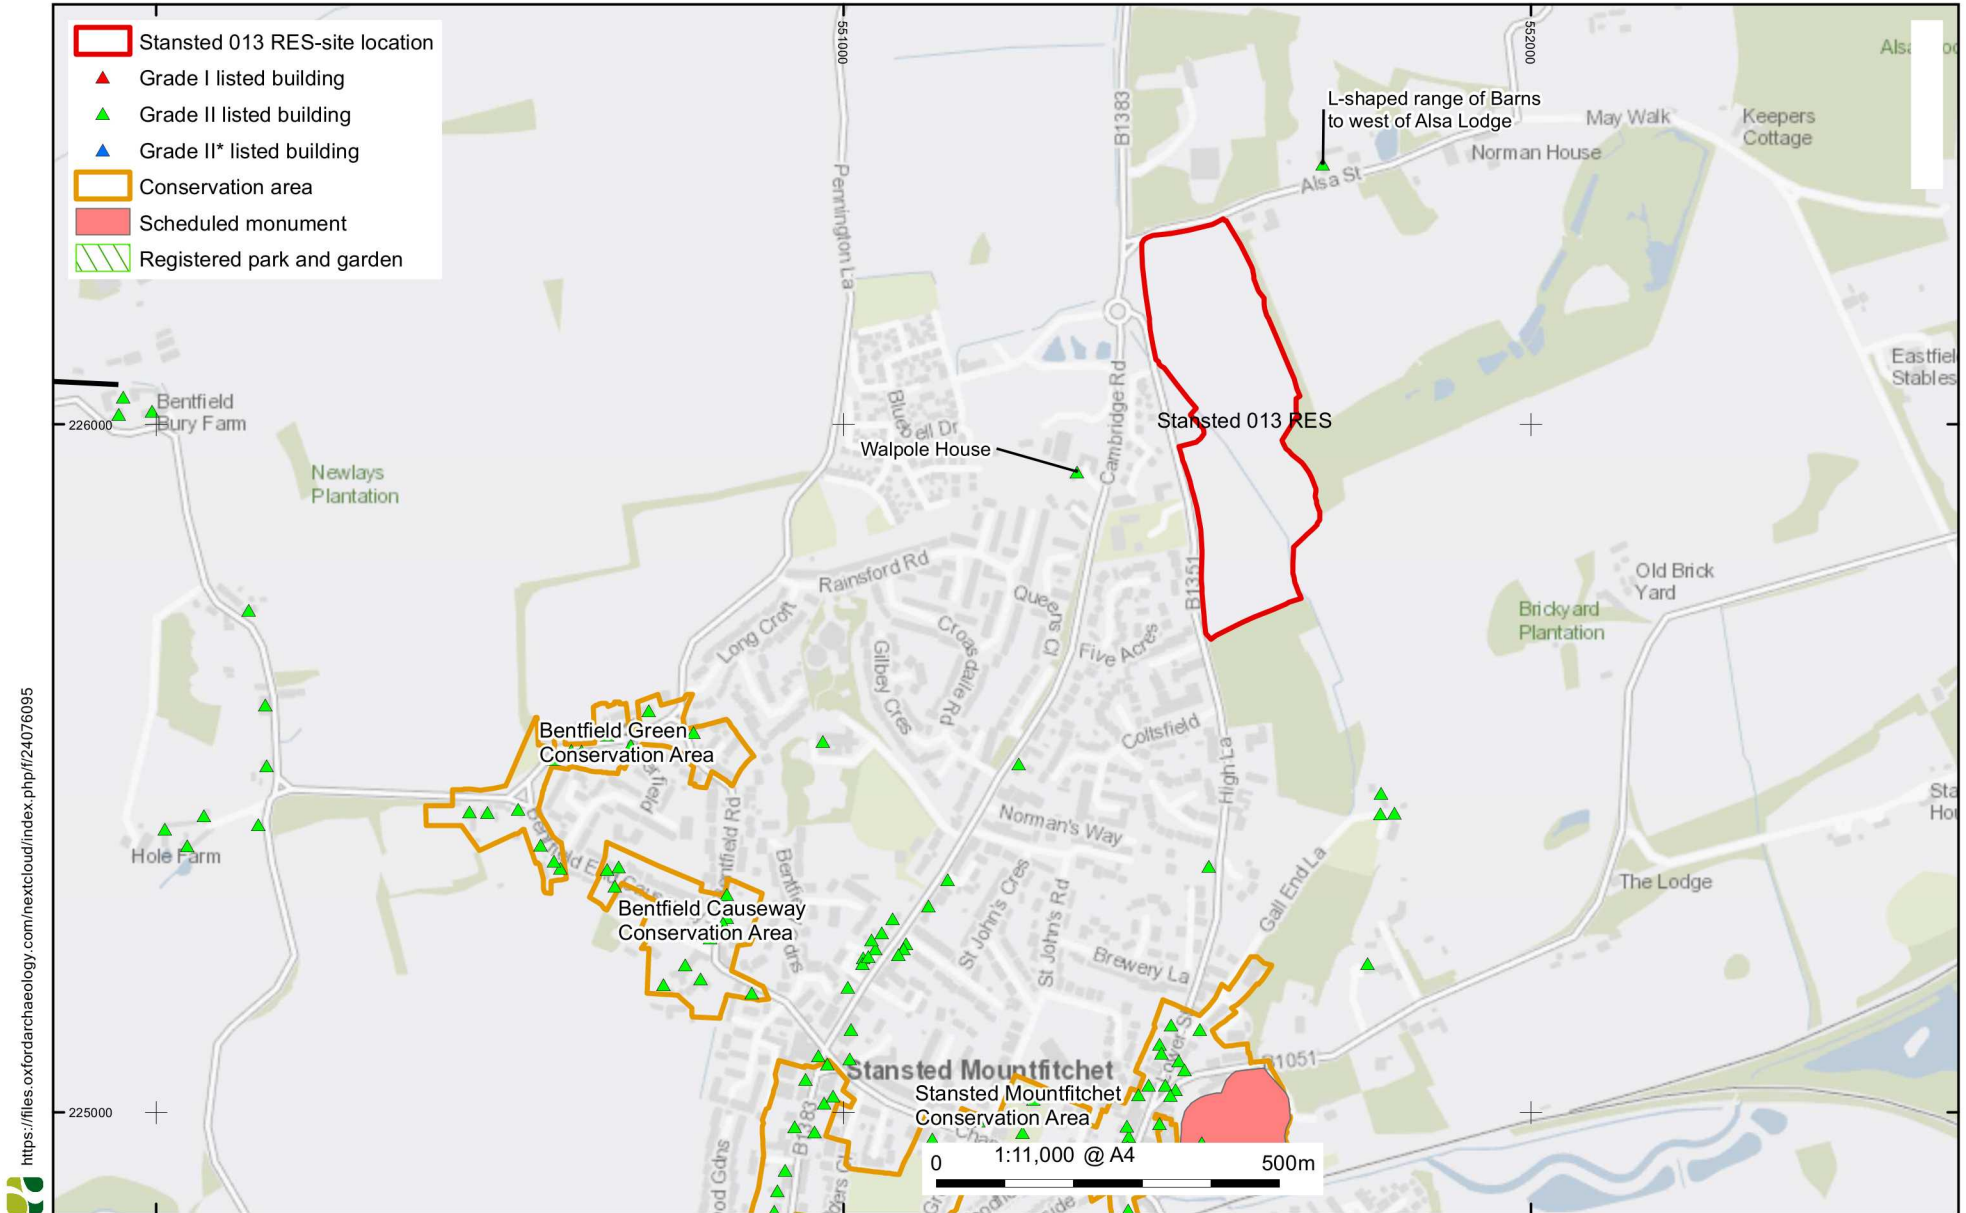 Stansted 013 RES-site location
Grade I listed building
Grade II listed building
Grade II* listed building
Conservation area
Scheduled monument
Registered park and garden
551000
552000
B1383
Pennington La
L-shaped range of Barns
to west of Alsa Lodge
May Walk
Keepers
Cottage
Norman House
Alsa St
Eastfiel
Stables
Bentfield
Bury Farm
226000
Newlays
Plantation
Bluebell Dr
Walpole House
Cambridge Rd
Stansted 013 RES
Rainsford Rd
Long Croft
Queens Cl
Croasdaile Rd
Gilbey Cres
Five Acres
B1351
Old Brick
Yard
Brickyard
Plantation
Coltsfield
High La
Bentfield Green
Conservation Area
Norman's Way
Hole Farm
Bentfield Causeway
Conservation Area
St John's Cres
St John's Rd
Brewery La
Gall End La
The Lodge
Lower St
B1051
Stansted Mountfitchet
Stansted Mountfitchet
Conservation Area
225000
B1383
1:11,000 @ A4
0
500m
https://files.oxfordarchaeology.com/nextcloud/index.php/f/24076095